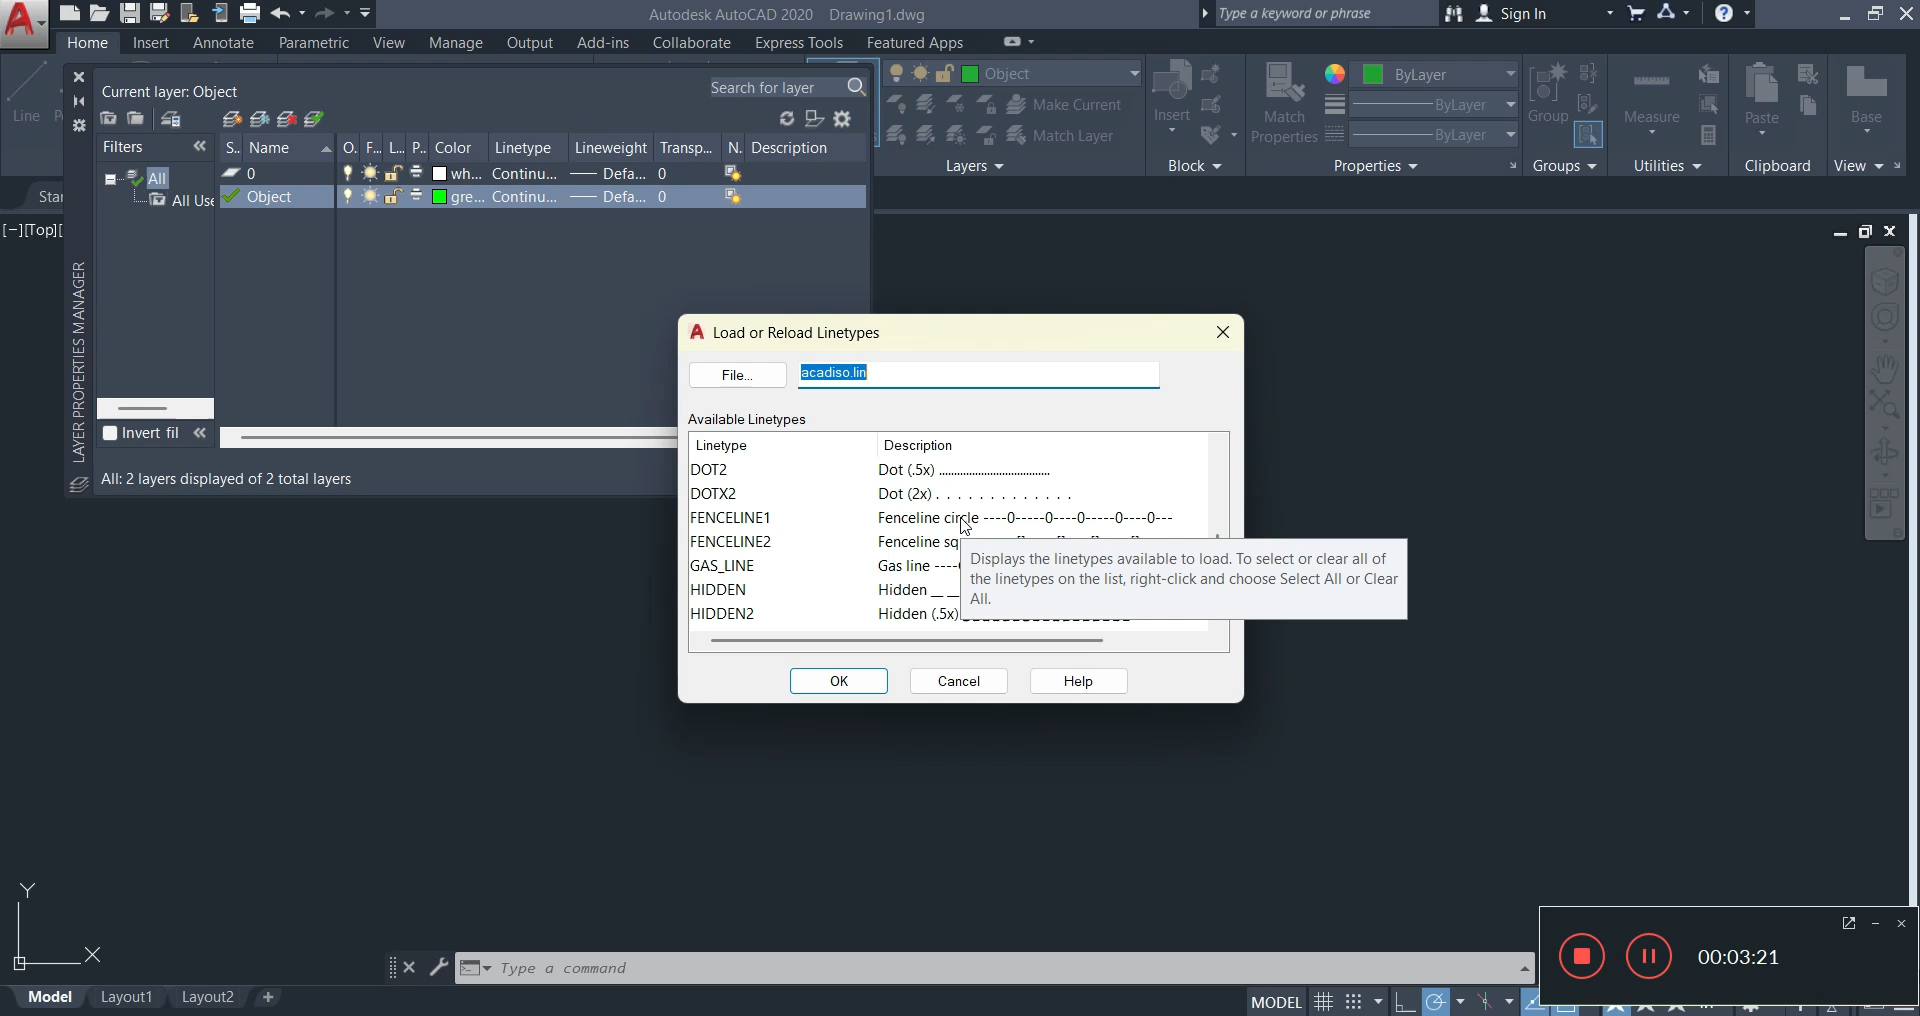 Autodesk AutoCAD 2020 Drawing1.dwg
Type a keyword or phrase
Sign In
Home Insert Annotate Parametric View Manage Output Add-ins Collaborate Express Tools Featured Apps
Line
Current layer: Object
Search for layer
Filters
All
All Use
Invert fil
S.. Name O. F... L... P.. Color Linetype Lineweight Transp... N. Description
0 wh... Continu... Defa... 0
Object gre... Continu... Defa... 0
All: 2 layers displayed of 2 total layers
LAYER PROPERTIES MANAGER
Object
Make Current
Match Layer
Layers
Insert
Block
Match
Properties
ByLayer
ByLayer
ByLayer
Properties
Group
Groups
Measure
Utilities
Paste
Clipboard
Base
View
Star
[−][Top][
Load or Reload Linetypes
File...
acadiso.lin
Available Linetypes
Linetype Description
DOT2 Dot (.5x) .....................................
DOTX2 Dot (2x) . . . . . . . . . . . . .
FENCELINE1 Fenceline circle ----0-----0----0-----0----0---
FENCELINE2 Fenceline sq
GAS_LINE Gas line ----
HIDDEN Hidden __ __
HIDDEN2 Hidden (.5x)
Displays the linetypes available to load. To select or clear all of
the linetypes on the list, right-click and choose Select All or Clear
All.
OK Cancel Help
Y
X
Type a command
00:03:21
Model Layout1 Layout2 +
MODEL